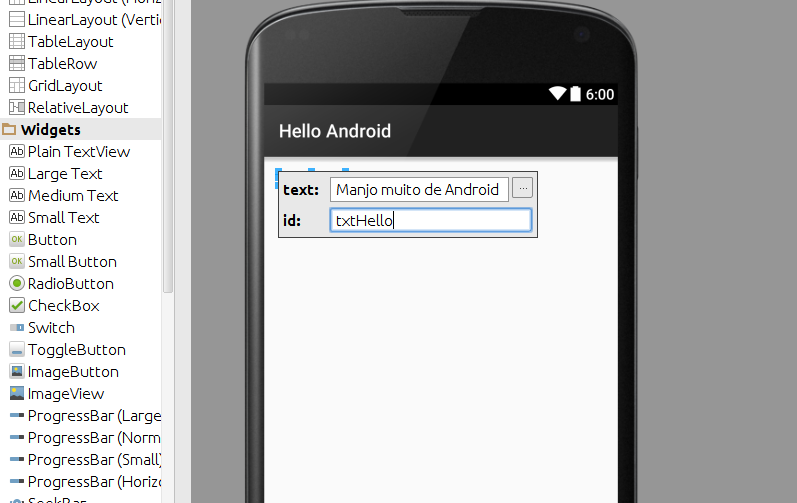 LinearLayout (Horiz
LinearLayout (Vertic
TableLayout
TableRow
GridLayout
RelativeLayout
Widgets
Ab Plain TextView
Ab Large Text
Ab Medium Text
Ab Small Text
OK Button
OK Small Button
RadioButton
CheckBox
Switch
ToggleButton
ImageButton
ImageView
ProgressBar (Large
ProgressBar (Norm
ProgressBar (Small)
ProgressBar (Horizo
SeekBar
6:00
Hello Android
text: Manjo muito de Android ...
id: txtHello